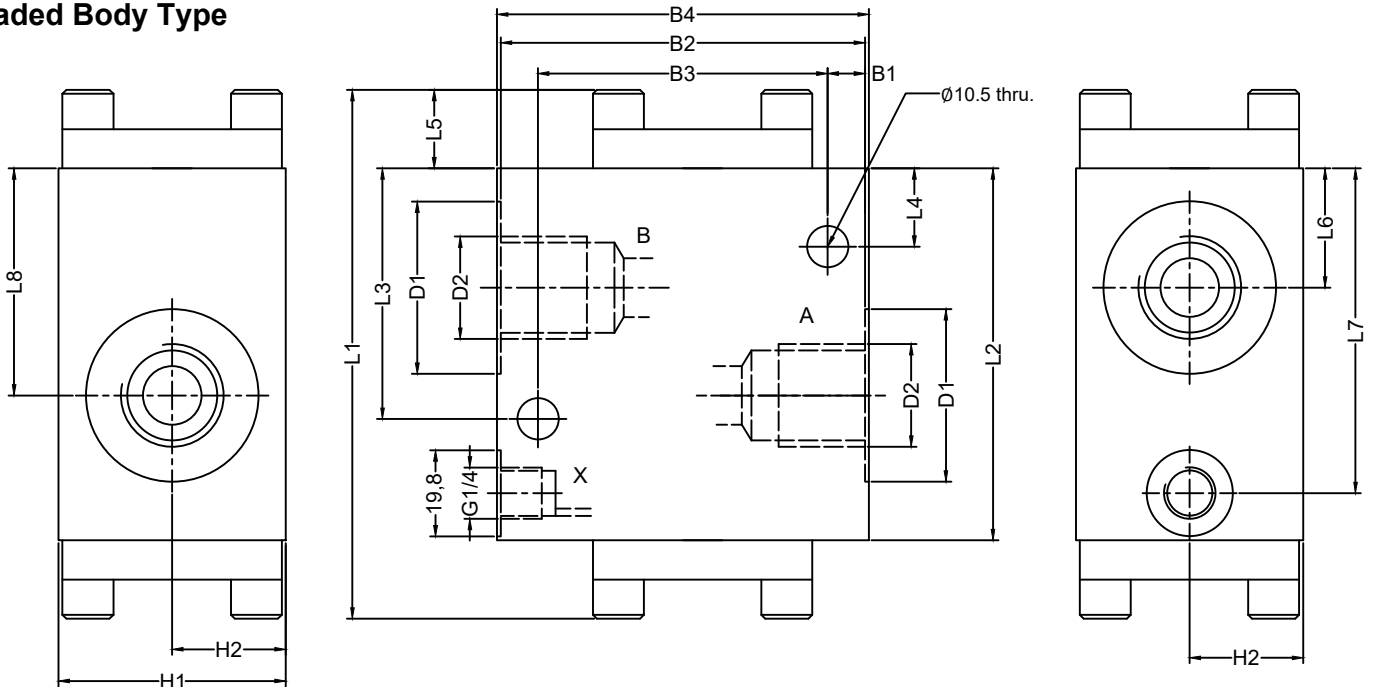 aded Body Type
B4
B2
B3
B1
Ø10.5 thru.
L5
L4
L6
L8
L3
D1
D2
B
L1
A
L2
L7
D2
D1
19,8
G1/4
X
H2
H2
H1